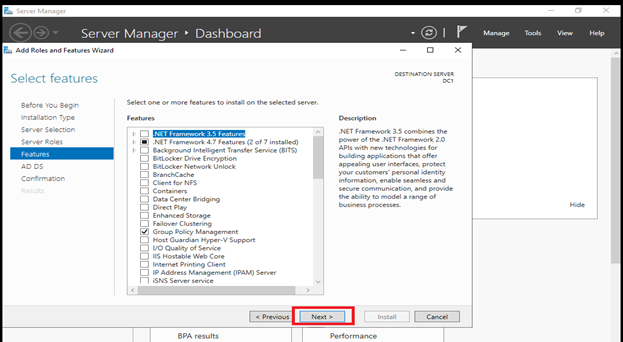 Server Manager
Server Manager ‣ Dashboard
Manage Tools View Help
Add Roles and Features Wizard
Select features
DESTINATION SERVER
DC1
Before You Begin
Installation Type
Server Selection
Server Roles
Features
AD DS
Confirmation
Results
Select one or more features to install on the selected server.
Features
.NET Framework 3.5 Features
.NET Framework 4.7 Features (2 of 7 installed)
Background Intelligent Transfer Service (BITS)
BitLocker Drive Encryption
BitLocker Network Unlock
BranchCache
Client for NFS
Containers
Data Center Bridging
Direct Play
Enhanced Storage
Failover Clustering
Group Policy Management
Host Guardian Hyper-V Support
I/O Quality of Service
IIS Hostable Web Core
Internet Printing Client
IP Address Management (IPAM) Server
iSNS Server service
Description
.NET Framework 3.5 combines the
power of the .NET Framework 2.0
APIs with new technologies for
building applications that offer
appealing user interfaces, protect
your customers' personal identity
information, enable seamless and
secure communication, and provide
the ability to model a range of
business processes.
Hide
< Previous
Next >
Install
Cancel
BPA results
Performance